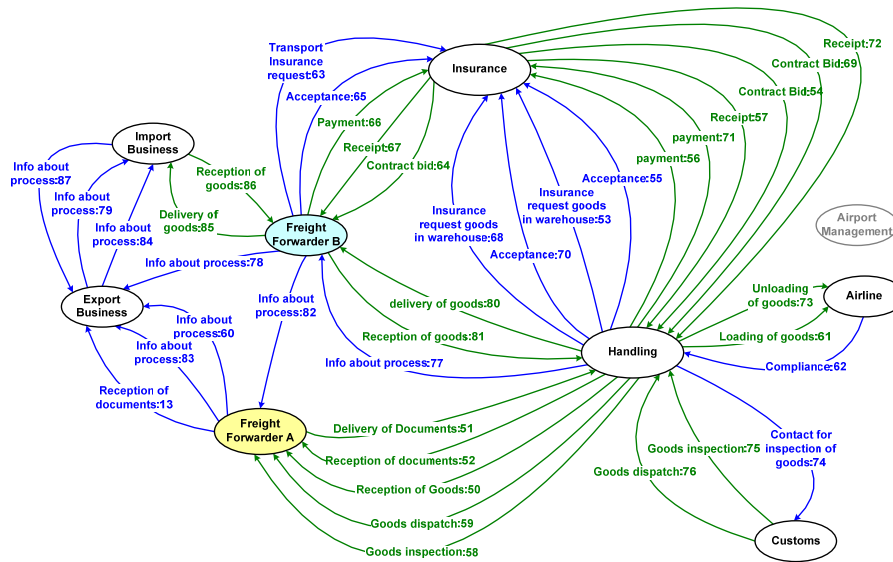 Transport
Insurance
request:63
Insurance
Receipt:72
Contract Bid:69
Contract Bid:54
Acceptance:65
Payment:66
Receipt:57
Receipt:67
payment:71
payment:56
Contract bid:64
Acceptance:55
Import
Business
Info about
process:87
Reception of
goods:86
Info about
process:79
Info about
process:84
Delivery of
goods:85
Insurance
request goods
in warehouse:68
Insurance
request goods
in warehouse:53
Acceptance:70
Airport
Management
Freight
Forwarder B
Info about process:78
Export
Business
Info about
process:60
Info about
process:83
Info about
process:82
delivery of goods:80
Reception of goods:81
Info about process:77
Handling
Unloading
of goods:73
Airline
Loading of goods:61
Compliance:62
Reception of
documents:13
Freight
Forwarder A
Delivery of Documents:51
Reception of documents:52
Reception of Goods:50
Goods dispatch:59
Goods inspection:58
Goods inspection:75
Goods dispatch:76
Contact for
inspection of
goods:74
Customs